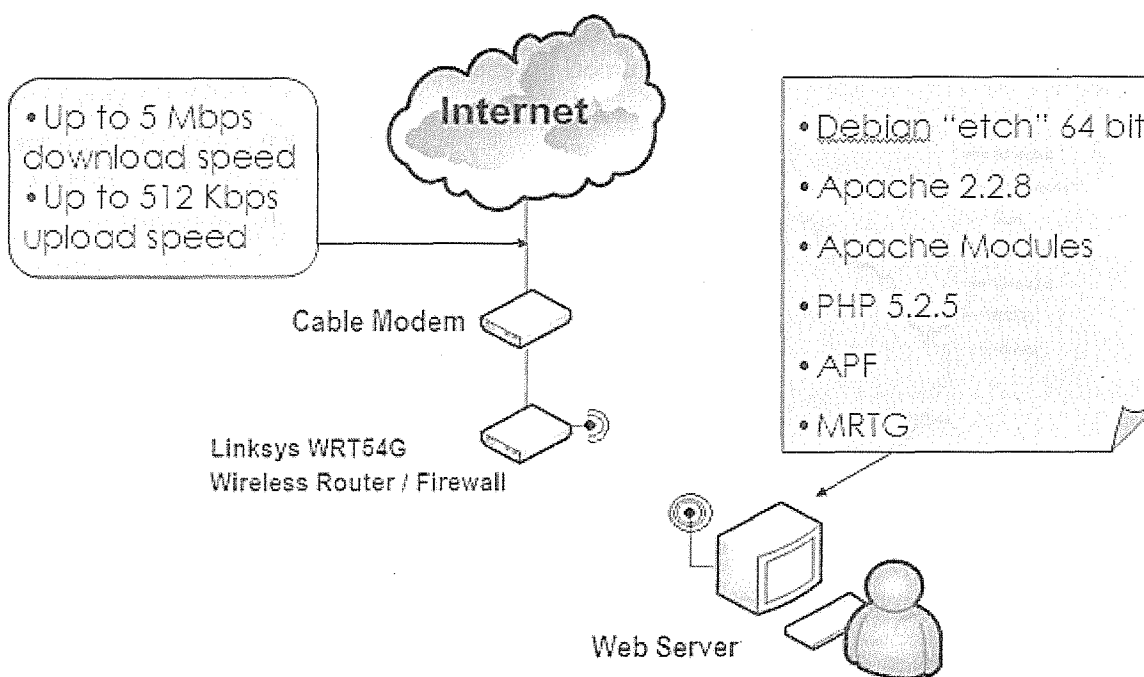 Internet
• Up to 5 Mbps
download speed
• Up to 512 Kbps
upload speed
• Debian "etch" 64 bit
• Apache 2.2.8
• Apache Modules
• PHP 5.2.5
• APF
• MRTG
Cable Modem
Linksys WRT54G
Wireless Router / Firewall
Web Server